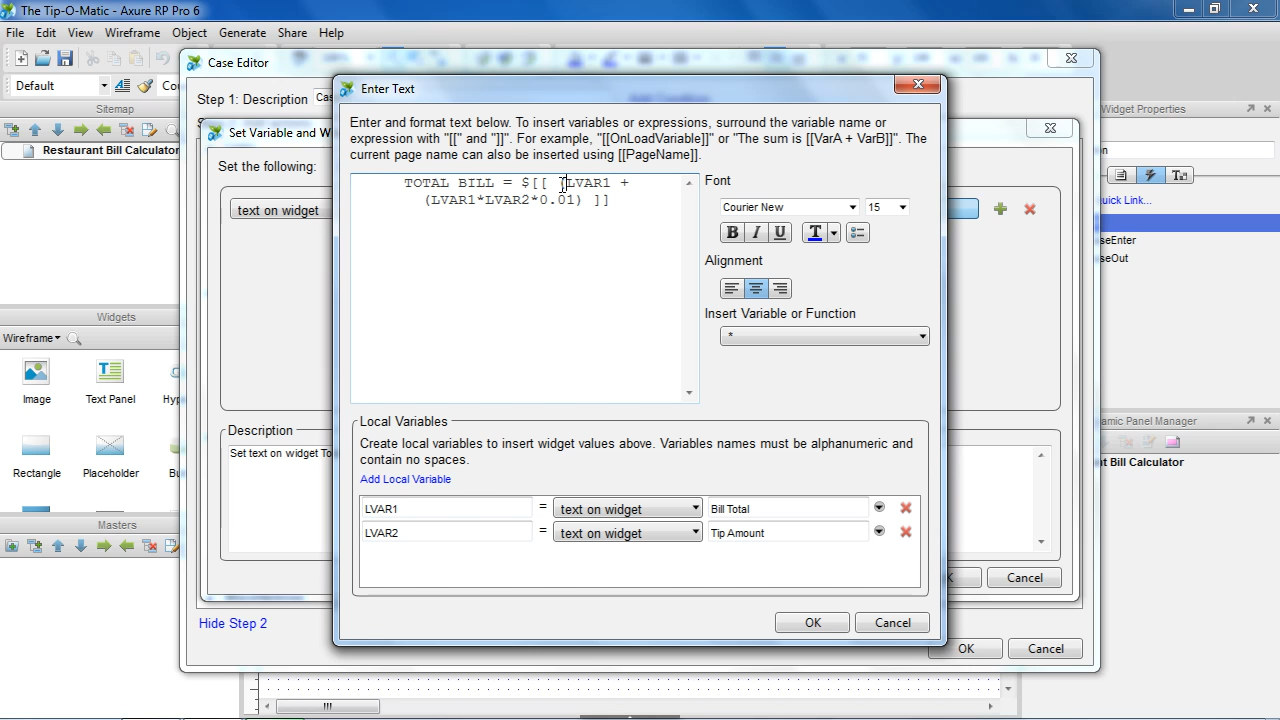 The Tip-O-Matic - Axure RP Pro 6
File Edit View Wireframe Object Generate Share Help
Case Editor
Default
Enter Text
Step 1: Description
Sitemap
Widget Properties
Enter and format text below. To insert variables or expressions, surround the variable name or
expression with "[[" and "]]". For example, "[[OnLoadVariable]]" or "The sum is [[VarA + VarB]]". The
current page name can also be inserted using [[PageName]].
Set Variable and W
Restaurant Bill Calculator
Set the following:
TOTAL BILL = $[[ (LVAR1 +
(LVAR1*LVAR2*0.01) ]]
Font
text on widget
Courier New 15
B I U T
Quick Link...
Alignment
Insert Variable or Function
*
Widgets
Wireframe
Image Text Panel
Rectangle Placeholder
Masters
Local Variables
Create local variables to insert widget values above. Variables names must be alphanumeric and
contain no spaces.
Add Local Variable
LVAR1 = text on widget Bill Total
LVAR2 = text on widget Tip Amount
OK Cancel
Description
Set text on widget To
Cancel
Hide Step 2
OK Cancel
amic Panel Manager
t Bill Calculator